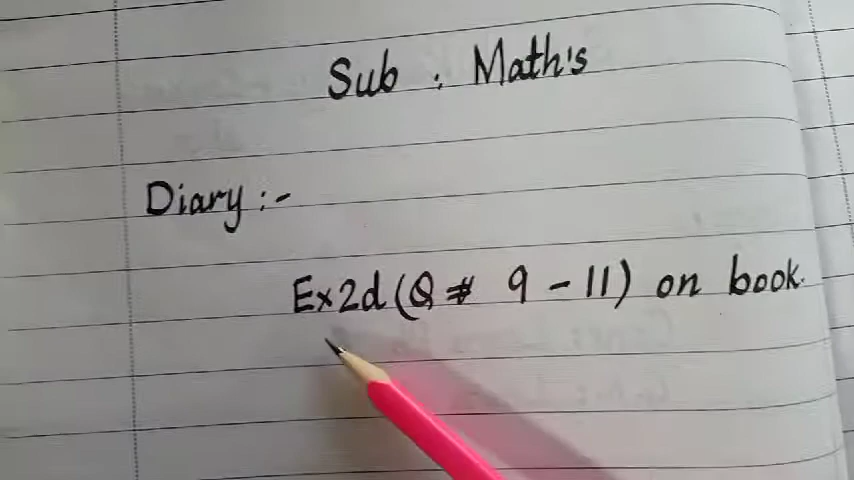 Sub : Math's
Diary :-
Ex2d (Q # 9 - 11) on book.